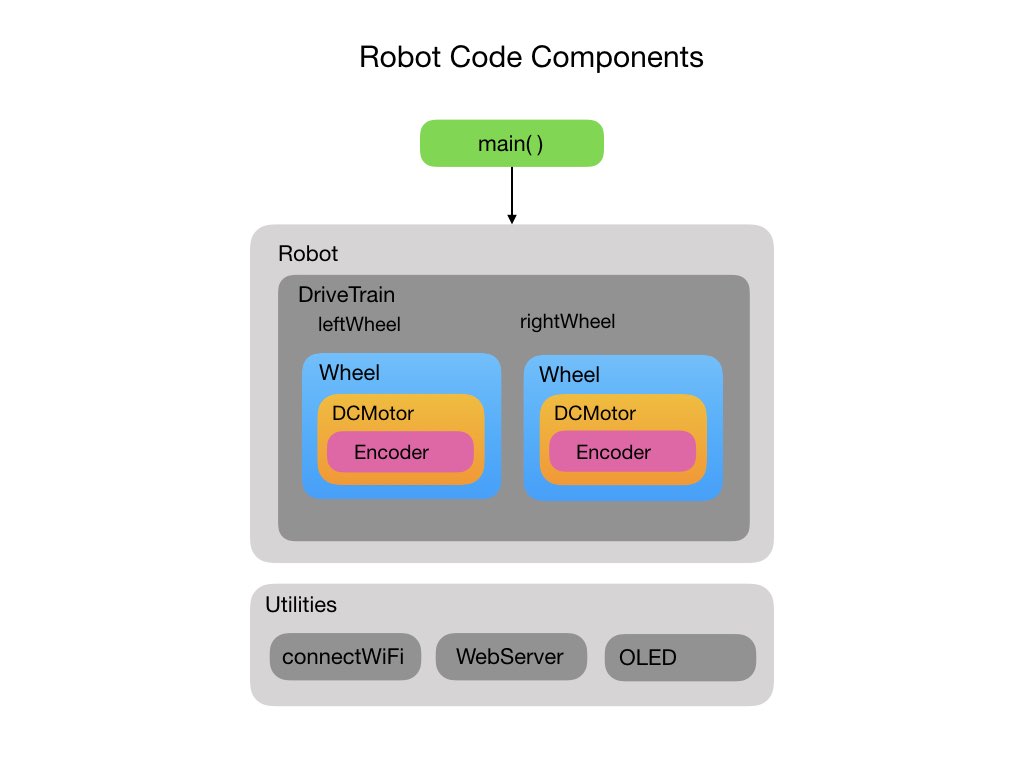 Robot Code Components
main( )
Robot
DriveTrain
leftWheel
rightWheel
Wheel
DCMotor
Encoder
Wheel
DCMotor
Encoder
Utilities
connectWiFi
WebServer
OLED